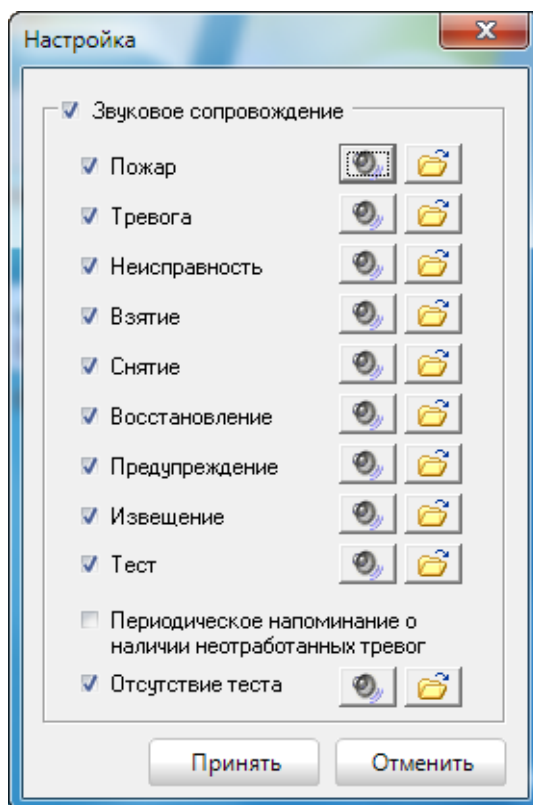 Настройка
Звуковое сопровождение
Пожар
Тревога
Неисправность
Взятие
Снятие
Восстановление
Предупреждение
Извещение
Тест
Периодическое напоминание о
наличии неотработанных тревог
Отсутствие теста
Принять Отменить